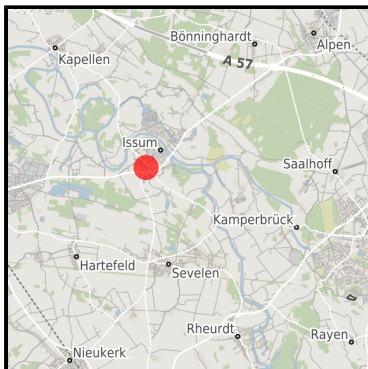 Bönninghardt
Alpen
Kapellen
A 57
Issum
Saalhoff
Kamperbrück
Hartefeld
Sevelen
Rheurdt
Rayen
Nieukerk